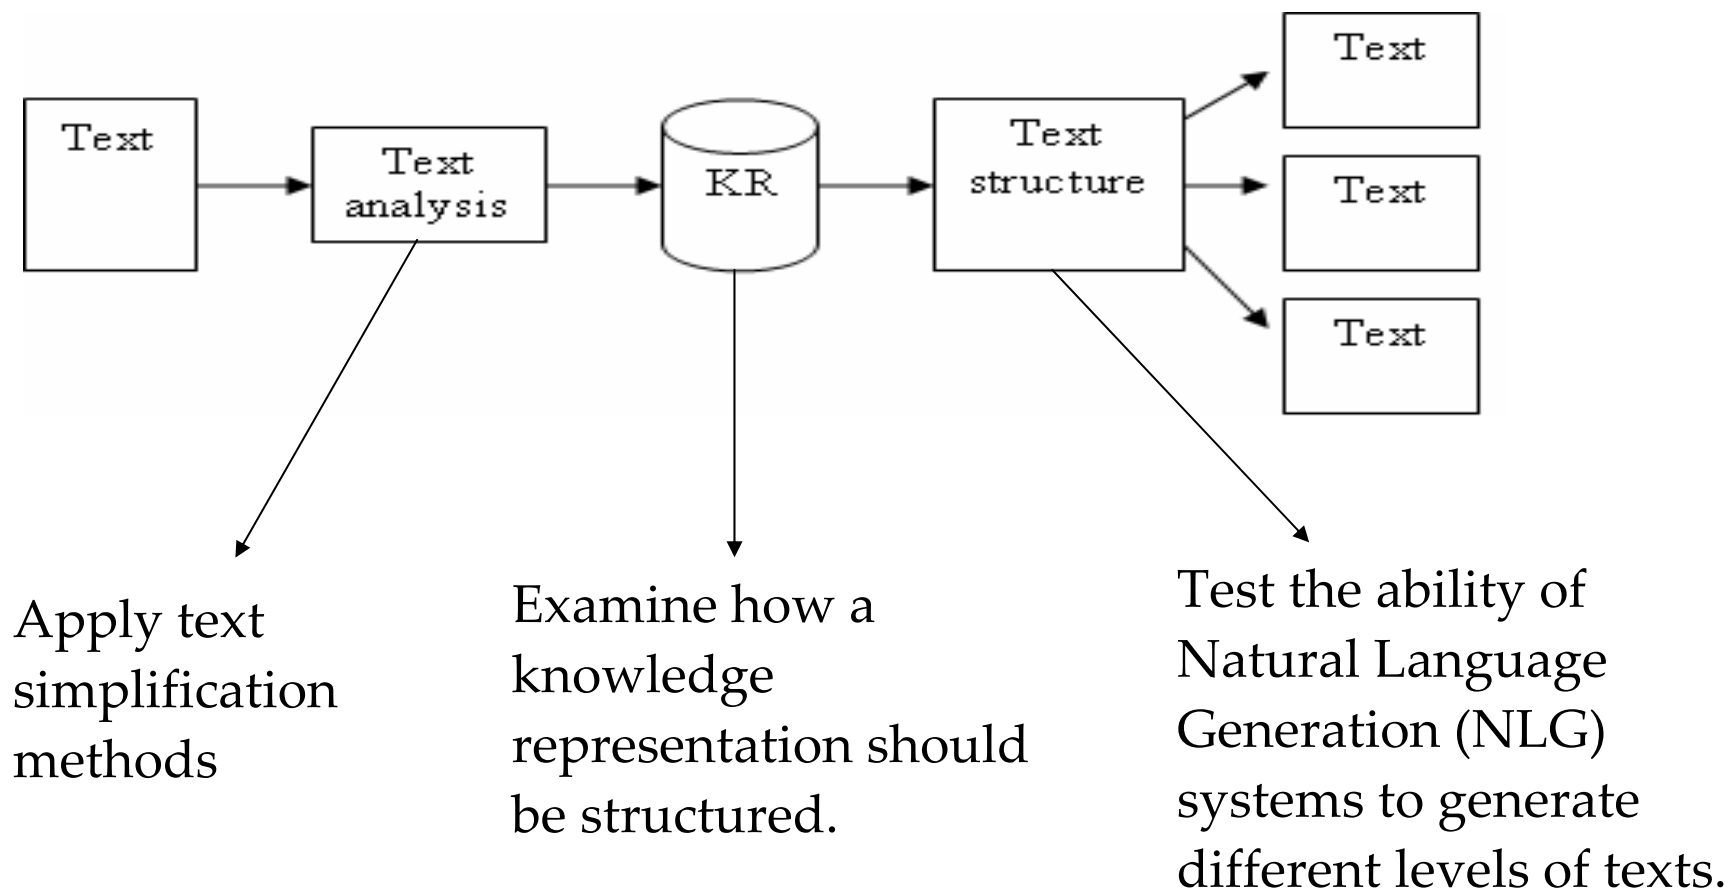 Text
Text
analysis
KR
Text
structure
Text
Text
Text
Apply text
simplification
methods
Examine how a
knowledge
representation should
be structured.
Test the ability of
Natural Language
Generation (NLG)
systems to generate
different levels of texts.